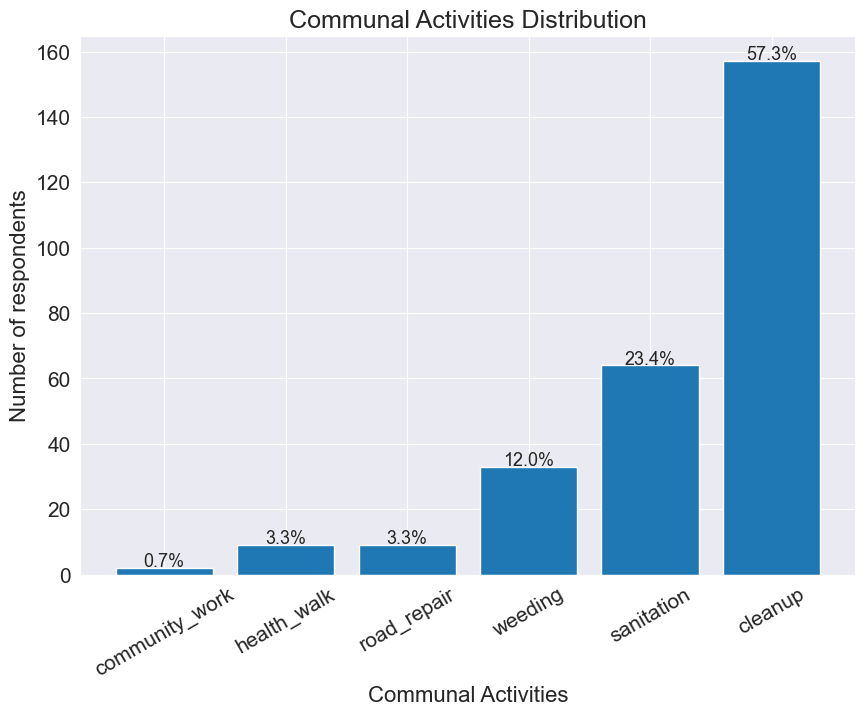 Communal Activities Distribution
Number of respondents
160
140
120
100
80
60
40
20
0
0.7%
3.3%
3.3%
12.0%
23.4%
57.3%
community_work
health_walk
road_repair
weeding
sanitation
cleanup
Communal Activities